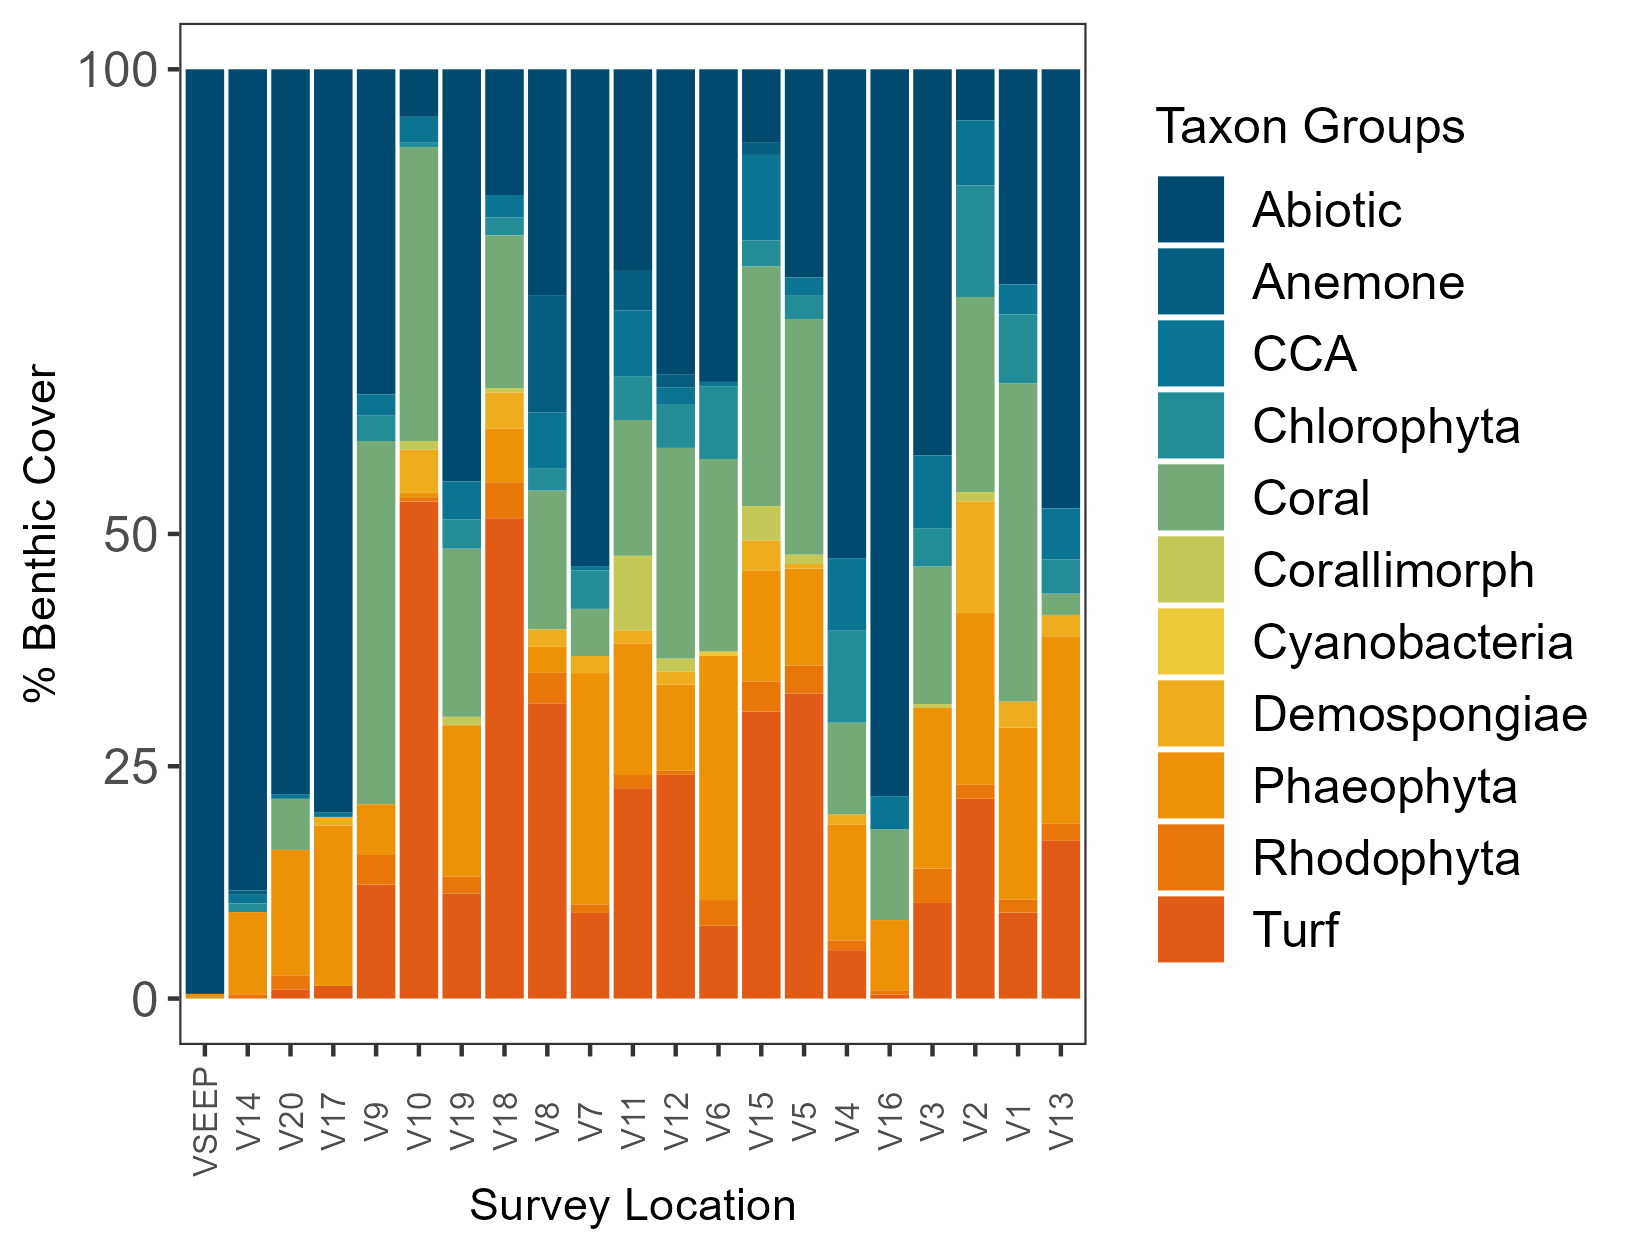 100
50
25
0
% Benthic Cover
VSEEP
V14
V20
V17
V9
V10
V19
V18
V8
V7
V11
V12
V6
V15
V5
V4
V16
V3
V2
V1
V13
Survey Location
Taxon Groups
Abiotic
Anemone
CCA
Chlorophyta
Coral
Corallimorph
Cyanobacteria
Demospongiae
Phaeophyta
Rhodophyta
Turf